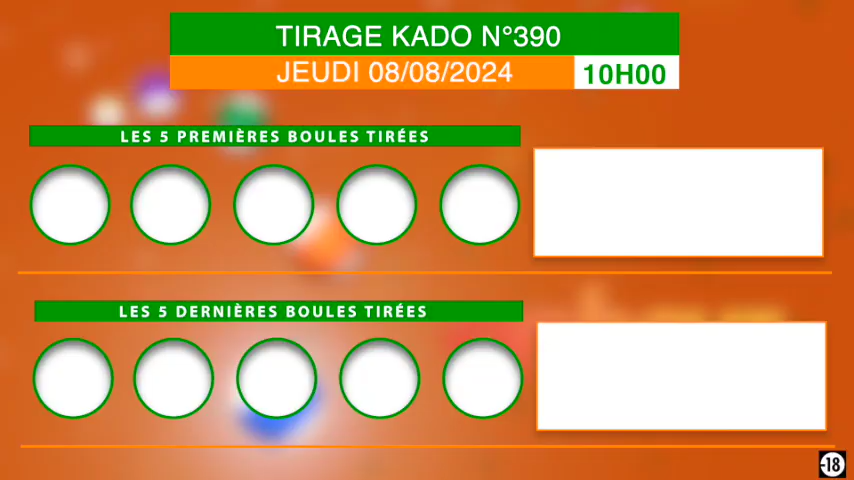 TIRAGE KADO N°390
JEUDI 08/08/2024
10H00
LES 5 PREMIÈRES BOULES TIRÉES
LES 5 DERNIÈRES BOULES TIRÉES
-18